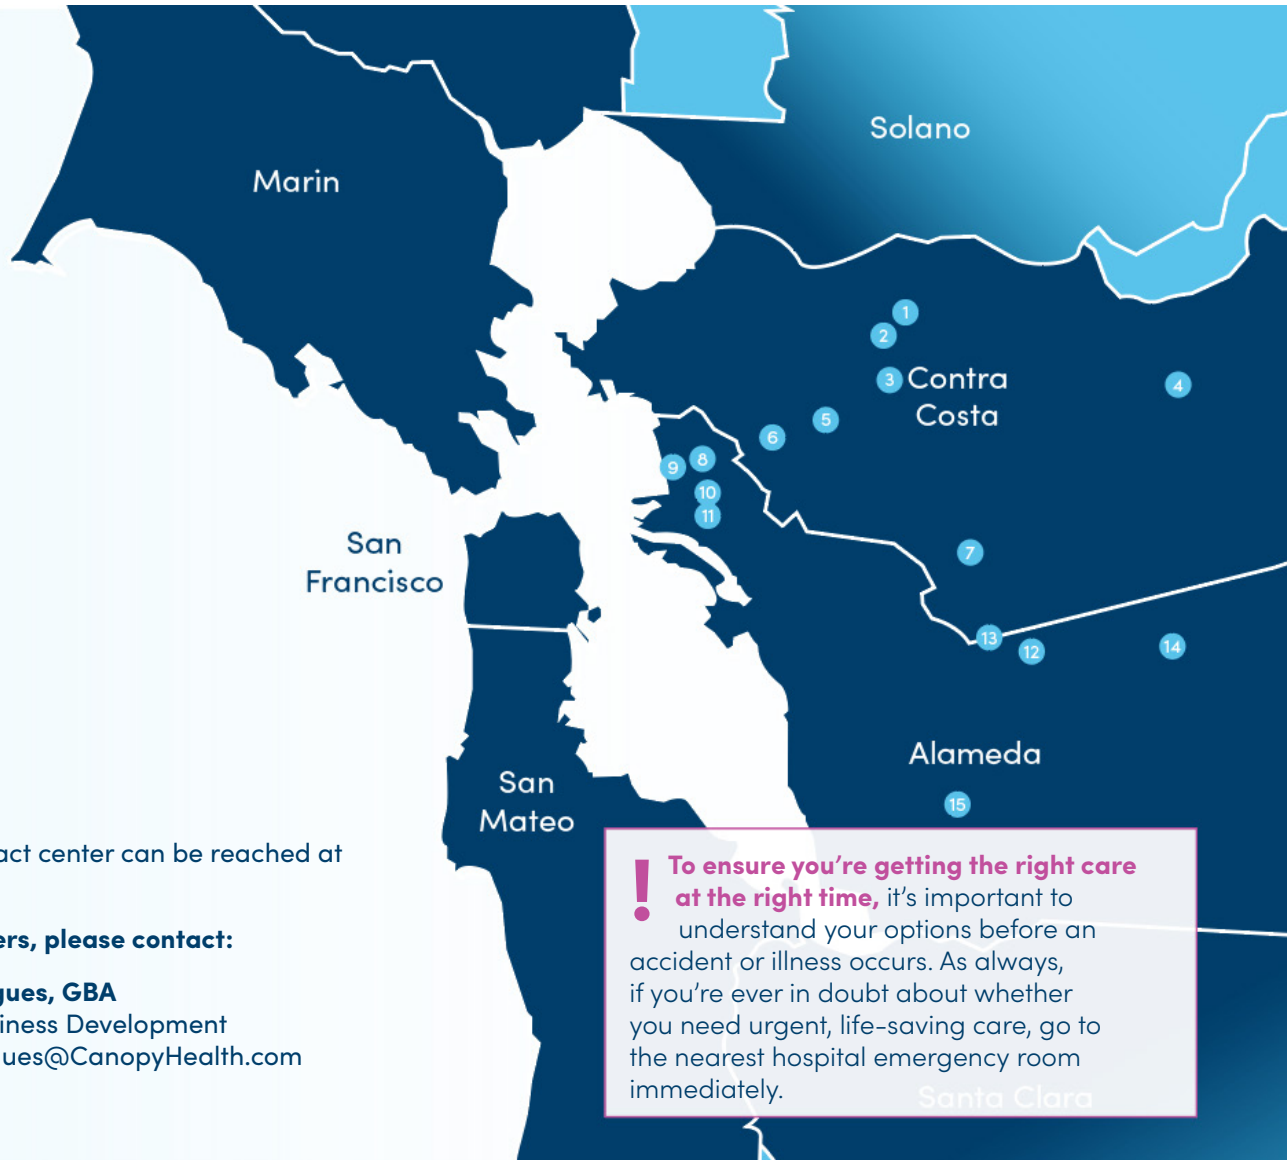 Solano
Marin
1
2
3
Contra
Costa
4
5
6
8
9
10
11
San
Francisco
7
13
12
14
Alameda
San
Mateo
15
act center can be reached at
ers, please contact:
gues, GBA
iness Development
ues@CanopyHealth.com
! To ensure you’re getting the right care
at the right time, it’s important to
understand your options before an
accident or illness occurs. As always,
if you’re ever in doubt about whether
you need urgent, life-saving care, go to
the nearest hospital emergency room
immediately.
Santa Clara